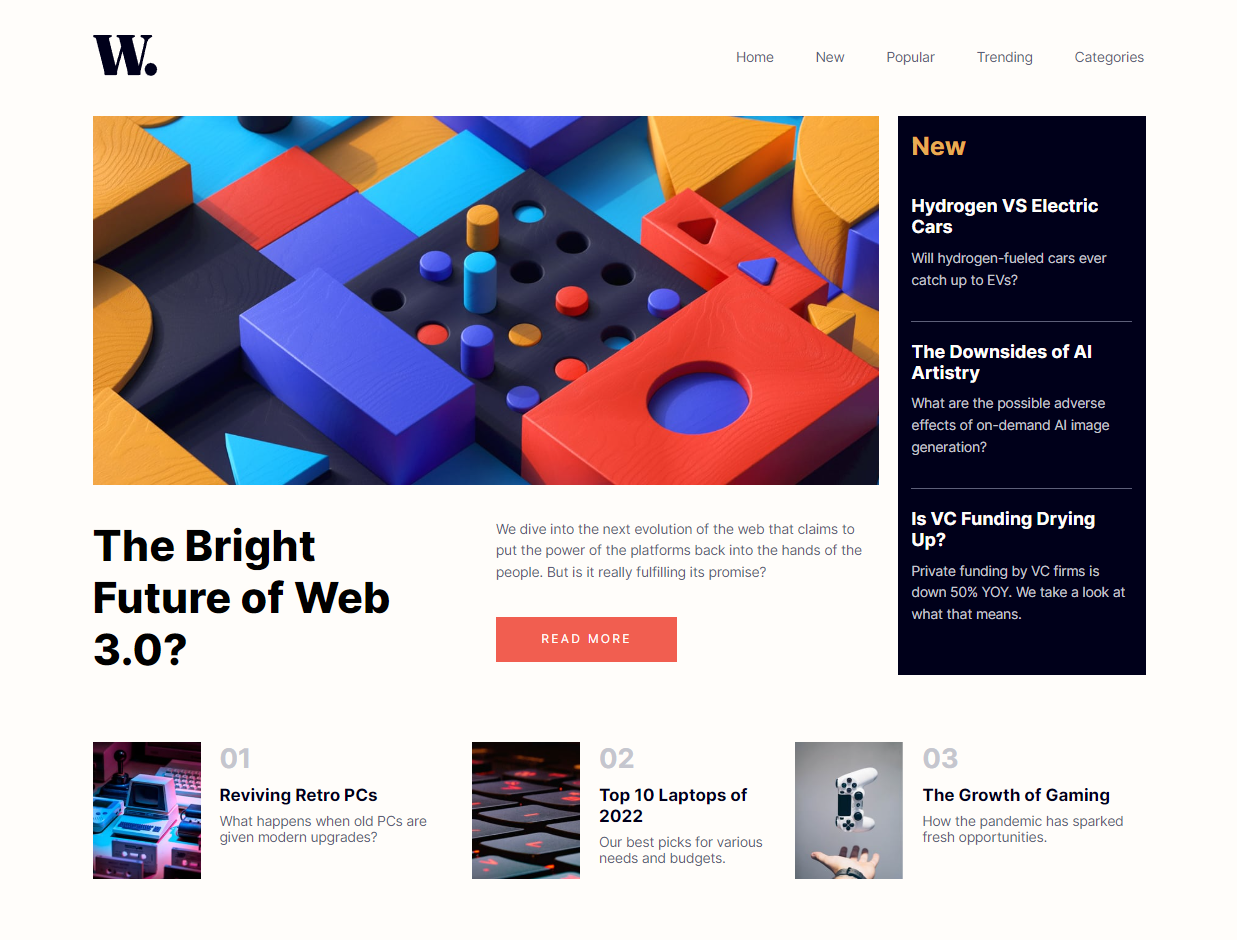 W.
Home New Popular Trending Categories
New
Hydrogen VS Electric
Cars
Will hydrogen-fueled cars ever
catch up to EVs?
The Downsides of AI
Artistry
What are the possible adverse
effects of on-demand AI image
generation?
Is VC Funding Drying
Up?
Private funding by VC firms is
down 50% YOY. We take a look at
what that means.
The Bright
Future of Web
3.0?
We dive into the next evolution of the web that claims to
put the power of the platforms back into the hands of the
people. But is it really fulfilling its promise?
READ MORE
01
Reviving Retro PCs
What happens when old PCs are
given modern upgrades?
02
Top 10 Laptops of
2022
Our best picks for various
needs and budgets.
03
The Growth of Gaming
How the pandemic has sparked
fresh opportunities.